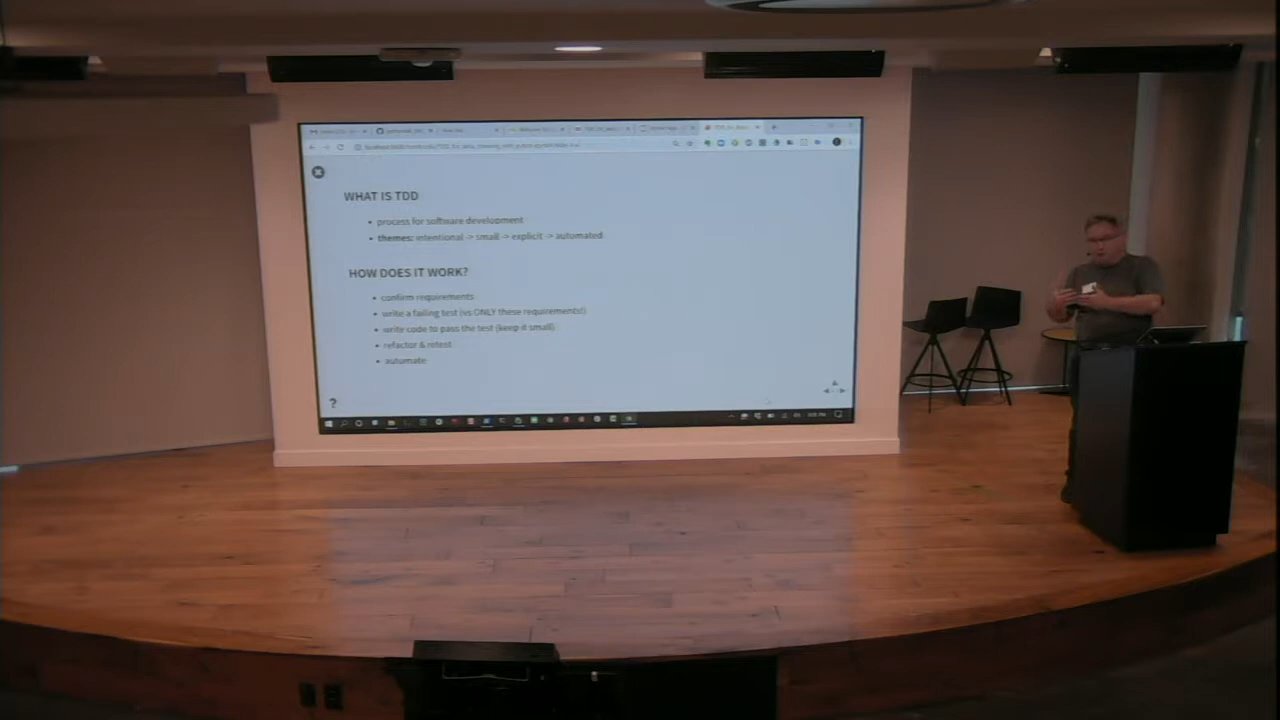 WHAT IS TDD
• process for software development
• themes: intentional -> small -> explicit -> automated
HOW DOES IT WORK?
• confirm requirements
• write a failing test (vs ONLY these requirements!)
• write code to pass the test (keep it small)
• refactor & retest
• automate
?